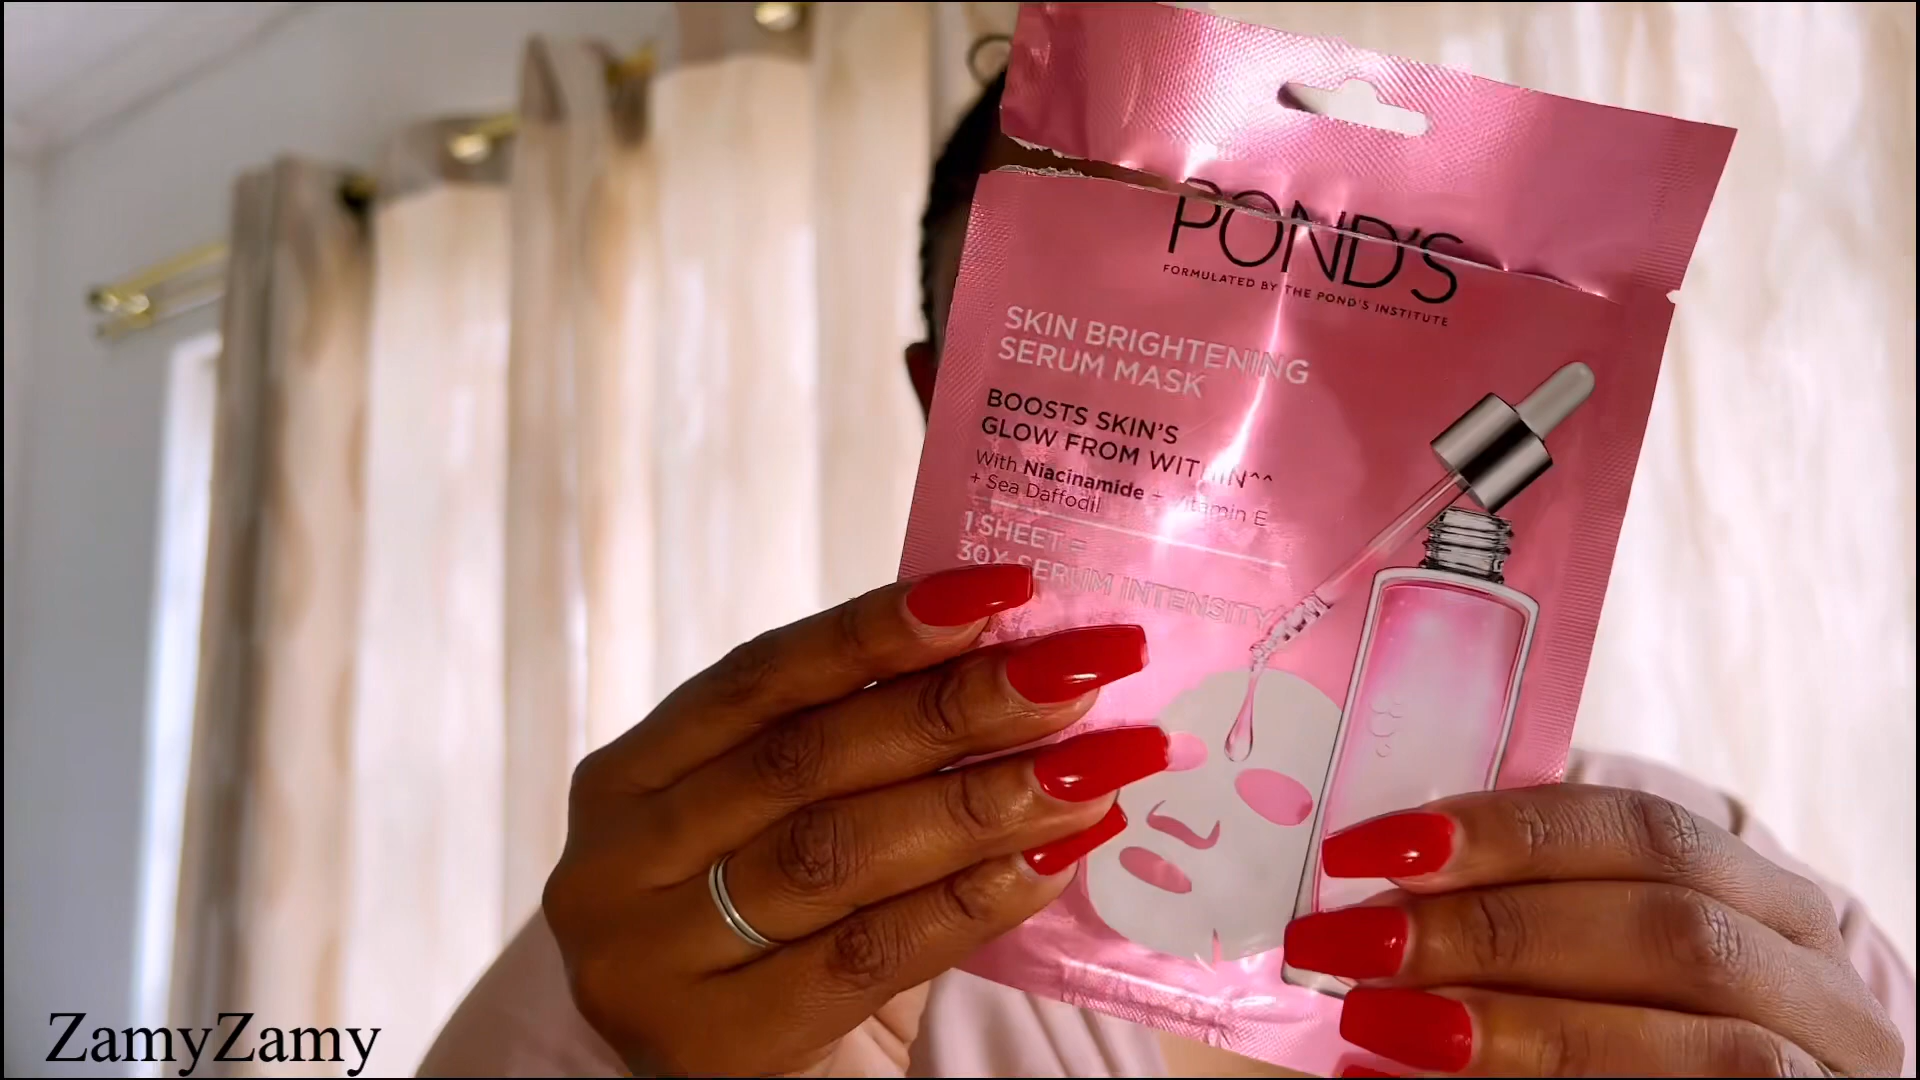 POND'S
FORMULATED BY THE POND'S INSTITUTE
SKIN BRIGHTENING
SERUM MASK
BOOSTS SKIN'S
GLOW FROM WITHIN^^
With Niacinamide + Vitamin E
+ Sea Daffodil
1 SHEET =
30X SERUM INTENSITY
ZamyZamy